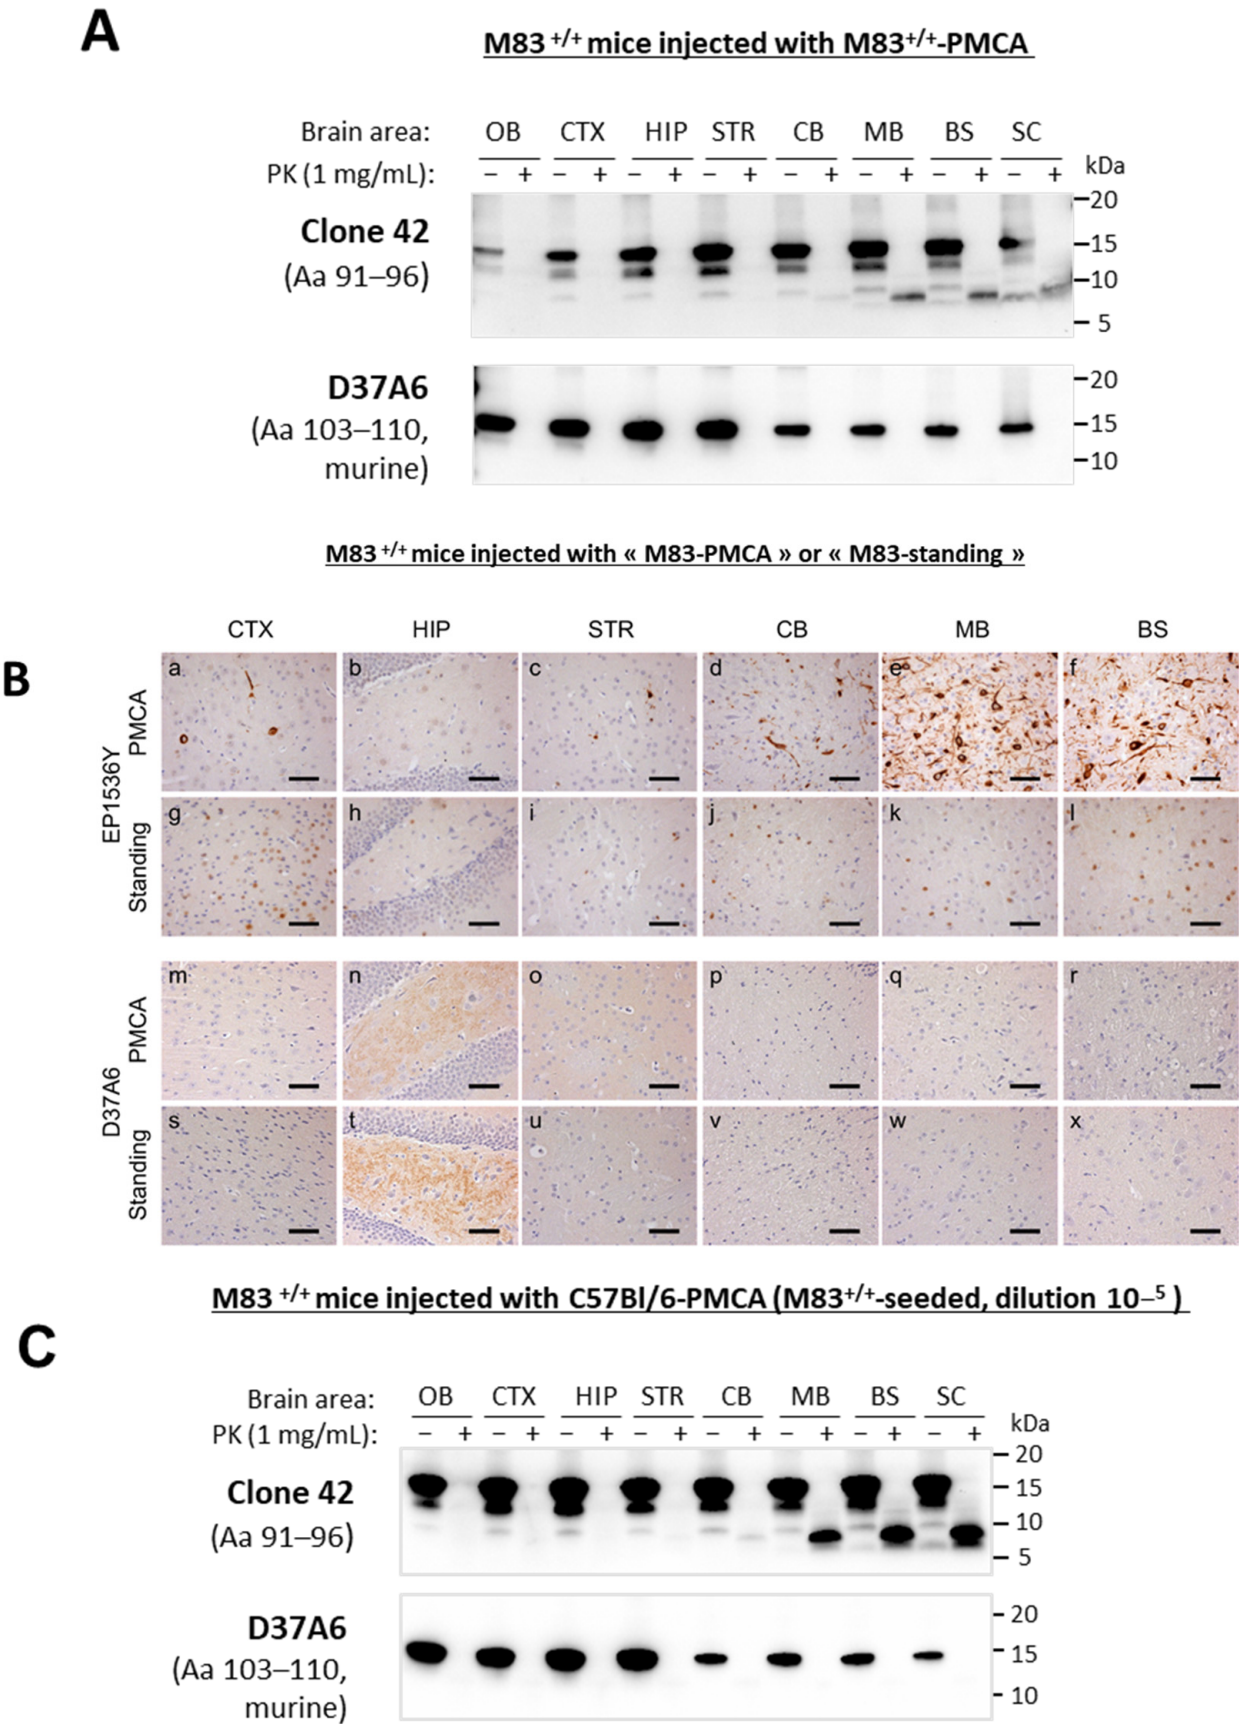 A
M83 +/+ mice injected with M83+/+-PMCA
Brain area: OB CTX HIP STR CB MB BS SC
PK (1 mg/mL): – + – + – + – + – + – + – + – + kDa
Clone 42
(Aa 91–96)
20
15
10
5
D37A6
(Aa 103–110,
murine)
20
15
10
M83 +/+ mice injected with « M83-PMCA » or « M83-standing »
B
CTX HIP STR CB MB BS
EP1536Y
PMCA
a b c d e f
Standing
g h i j k l
D37A6
PMCA
m n o p q r
Standing
s t u v w x
M83 +/+ mice injected with C57Bl/6-PMCA (M83+/+-seeded, dilution 10–5 )
C
Brain area: OB CTX HIP STR CB MB BS SC
PK (1 mg/mL): – + – + – + – + – + – + – + – + kDa
Clone 42
(Aa 91–96)
20
15
10
5
D37A6
(Aa 103–110,
murine)
20
15
10